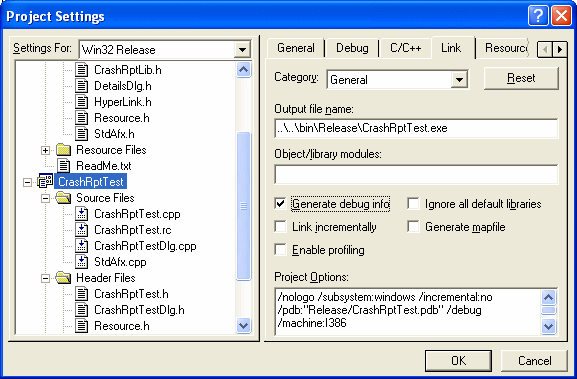 Project Settings
Settings For:
Win32 Release
CrashRptLib.h
DetailsDlg.h
HyperLink.h
Resource.h
StdAfx.h
Resource Files
ReadMe.txt
CrashRptTest
Source Files
CrashRptTest.cpp
CrashRptTest.rc
CrashRptTestDlg.cpp
StdAfx.cpp
Header Files
CrashRptTest.h
CrashRptTestDlg.h
Resource.h
General
Debug
C/C++
Link
Resourc
Category:
General
Reset
Output file name:
..\..\bin\Release\CrashRptTest.exe
Object/library modules:
Generate debug info
Ignore all default libraries
Link incrementally
Generate mapfile
Enable profiling
Project Options:
/nologo /subsystem:windows /incremental:no
/pdb:"Release/CrashRptTest.pdb" /debug
/machine:I386
OK
Cancel